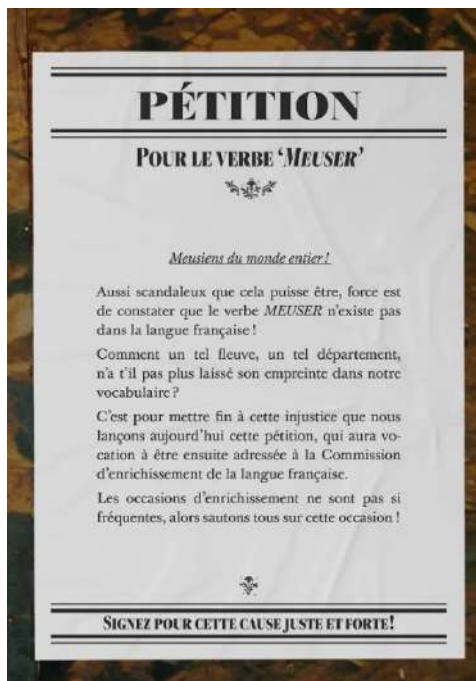 PÉTITION
POUR LE VERBE ‘MEUSER’
Meusiens du monde entier !
Aussi scandaleux que cela puisse être, force est
de constater que le verbe MEUSER n’existe pas
dans la langue française !
Comment un tel fleuve, un tel département,
n’a t’il pas plus laissé son empreinte dans notre
vocabulaire ?
C’est pour mettre fin à cette injustice que nous
lançons aujourd’hui cette pétition, qui aura vo-
cation à être ensuite adressée à la Commission
d’enrichissement de la langue française.
Les occasions d’enrichissement ne sont pas si
fréquentes, alors sautons tous sur cette occasion !
SIGNEZ POUR CETTE CAUSE JUSTE ET FORTE !